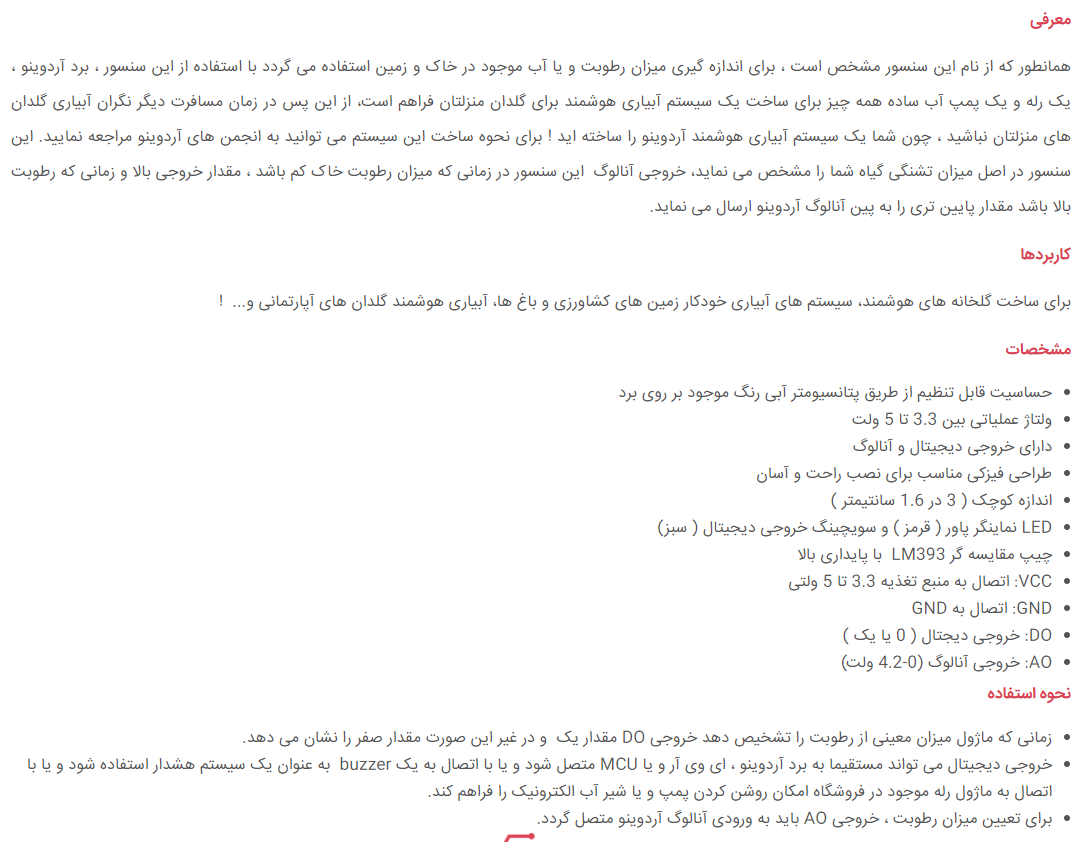 معرفی
همانطور که از نام این سنسور مشخص است ، برای اندازه گیری میزان رطوبت و یا آب موجود در خاک و زمین استفاده می گردد با استفاده از این سنسور ، برد آردوینو ،
یک رله و یک پمپ آب ساده همه چیز برای ساخت یک سیستم آبیاری هوشمند برای گلدان منزلتان فراهم است، از این پس در زمان مسافرت دیگر نگران آبیاری گلدان
های منزلتان نباشید ، چون شما یک سیستم آبیاری هوشمند آردوینو را ساخته اید ! برای نحوه ساخت این سیستم می توانید به انجمن های آردوینو مراجعه نمایید. این
سنسور در اصل میزان تشنگی گیاه شما را مشخص می نماید، خروجی آنالوگ  این سنسور در زمانی که میزان رطوبت خاک کم باشد ، مقدار خروجی بالا و زمانی که رطوبت
بالا باشد مقدار پایین تری را به پین آنالوگ آردوینو ارسال می نماید.
کاربردها
برای ساخت گلخانه های هوشمند، سیستم های آبیاری خودکار زمین های کشاورزی و باغ ها، آبیاری هوشمند گلدان های آپارتمانی و...  !
مشخصات
• حساسیت قابل تنظیم از طریق پتانسیومتر آبی رنگ موجود بر روی برد
• ولتاژ عملیاتی بین 3.3 تا 5 ولت
• دارای خروجی دیجیتال و آنالوگ
• طراحی فیزکی مناسب برای نصب راحت و آسان
• اندازه کوچک ( 3 در 1.6 سانتیمتر )
• LED نماینگر پاور ( قرمز ) و سویچینگ خروجی دیجیتال ( سبز)
• چیپ مقایسه گر LM393  با پایداری بالا
• VCC: اتصال به منبع تغذیه 3.3 تا 5 ولتی
• GND: اتصال به GND
• DO: خروجی دیجتال ( 0 یا یک )
• AO: خروجی آنالوگ (0-4.2 ولت)
نحوه استفاده
• زمانی که ماژول میزان معینی از رطوبت را تشخیص دهد خروجی DO مقدار یک  و در غیر این صورت مقدار صفر را نشان می دهد.
• خروجی دیجیتال می تواند مستقیما به برد آردوینو ، ای وی آر و یا MCU متصل شود و یا با اتصال به یک buzzer  به عنوان یک سیستم هشدار استفاده شود و یا با
اتصال به ماژول رله موجود در فروشگاه امکان روشن کردن پمپ و یا شیر آب الکترونیک را فراهم کند.
• برای تعیین میزان رطوبت ، خروجی AO باید به ورودی آنالوگ آردوینو متصل گردد.